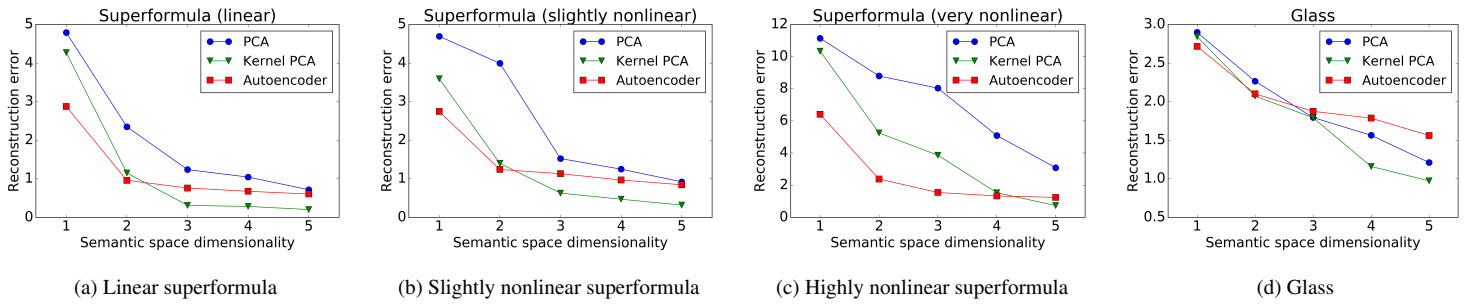 Superformula (linear)
5
4
3
2
1
0
Reconstruction error
PCA
Kernel PCA
Autoencoder
1 2 3 4 5
Semantic space dimensionality
(a) Linear superformula
Superformula (slightly nonlinear)
5
4
3
2
1
0
Reconstruction error
PCA
Kernel PCA
Autoencoder
1 2 3 4 5
Semantic space dimensionality
(b) Slightly nonlinear superformula
Superformula (very nonlinear)
12
10
8
6
4
2
0
Reconstruction error
PCA
Kernel PCA
Autoencoder
1 2 3 4 5
Semantic space dimensionality
(c) Highly nonlinear superformula
Glass
3.0
2.5
2.0
1.5
1.0
0.5
Reconstruction error
PCA
Kernel PCA
Autoencoder
1 2 3 4 5
Semantic space dimensionality
(d) Glass